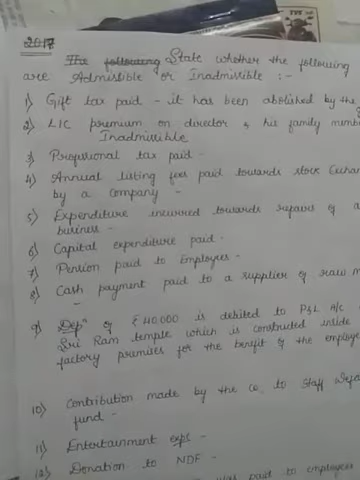 2017 The following State whether the following
are Admissible or Inadmissible :-
1) Gift tax paid - it has been abolished by the
2) LIC premium on director & his family
Inadmissible
3) Professional tax paid -
4) Annual listing fees paid towards stock
by a Company -
5) Expenditure incurred towards repairs of a
business -
6) Capital expenditure paid -
7) Pension paid to Employees -
8) Cash payment paid to a supplier of raw
-
9) Depn of ₹ 40,000 is debited to P&L A/c
Sri Ram temple which is constructed inside
factory premises for the benefit of the
10) Contribution made by the Co. to Staff
fund -
11) Entertainment exps -
12) Donation to NDF -
paid to employees